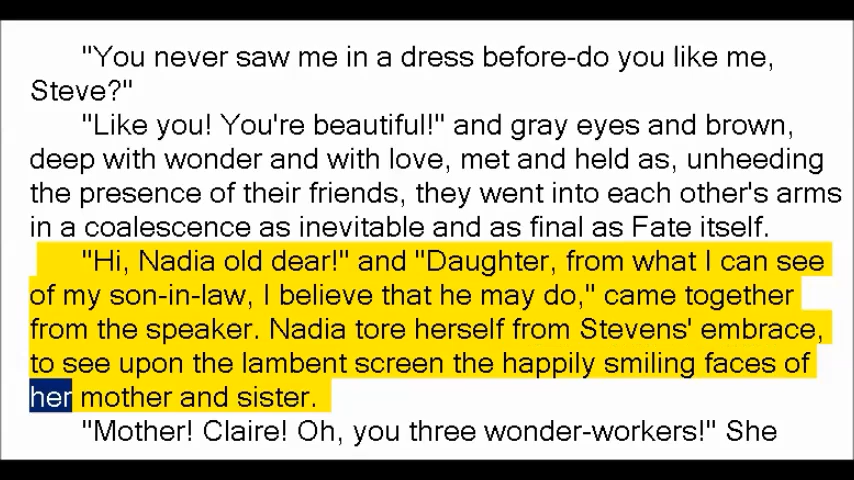 "You never saw me in a dress before-do you like me,
Steve?"
"Like you! You're beautiful!" and gray eyes and brown,
deep with wonder and with love, met and held as, unheeding
the presence of their friends, they went into each other's arms
in a coalescence as inevitable and as final as Fate itself.
"Hi, Nadia old dear!" and "Daughter, from what I can see
of my son-in-law, I believe that he may do," came together
from the speaker. Nadia tore herself from Stevens' embrace,
to see upon the lambent screen the happily smiling faces of
her mother and sister.
"Mother! Claire! Oh, you three wonder-workers!" She